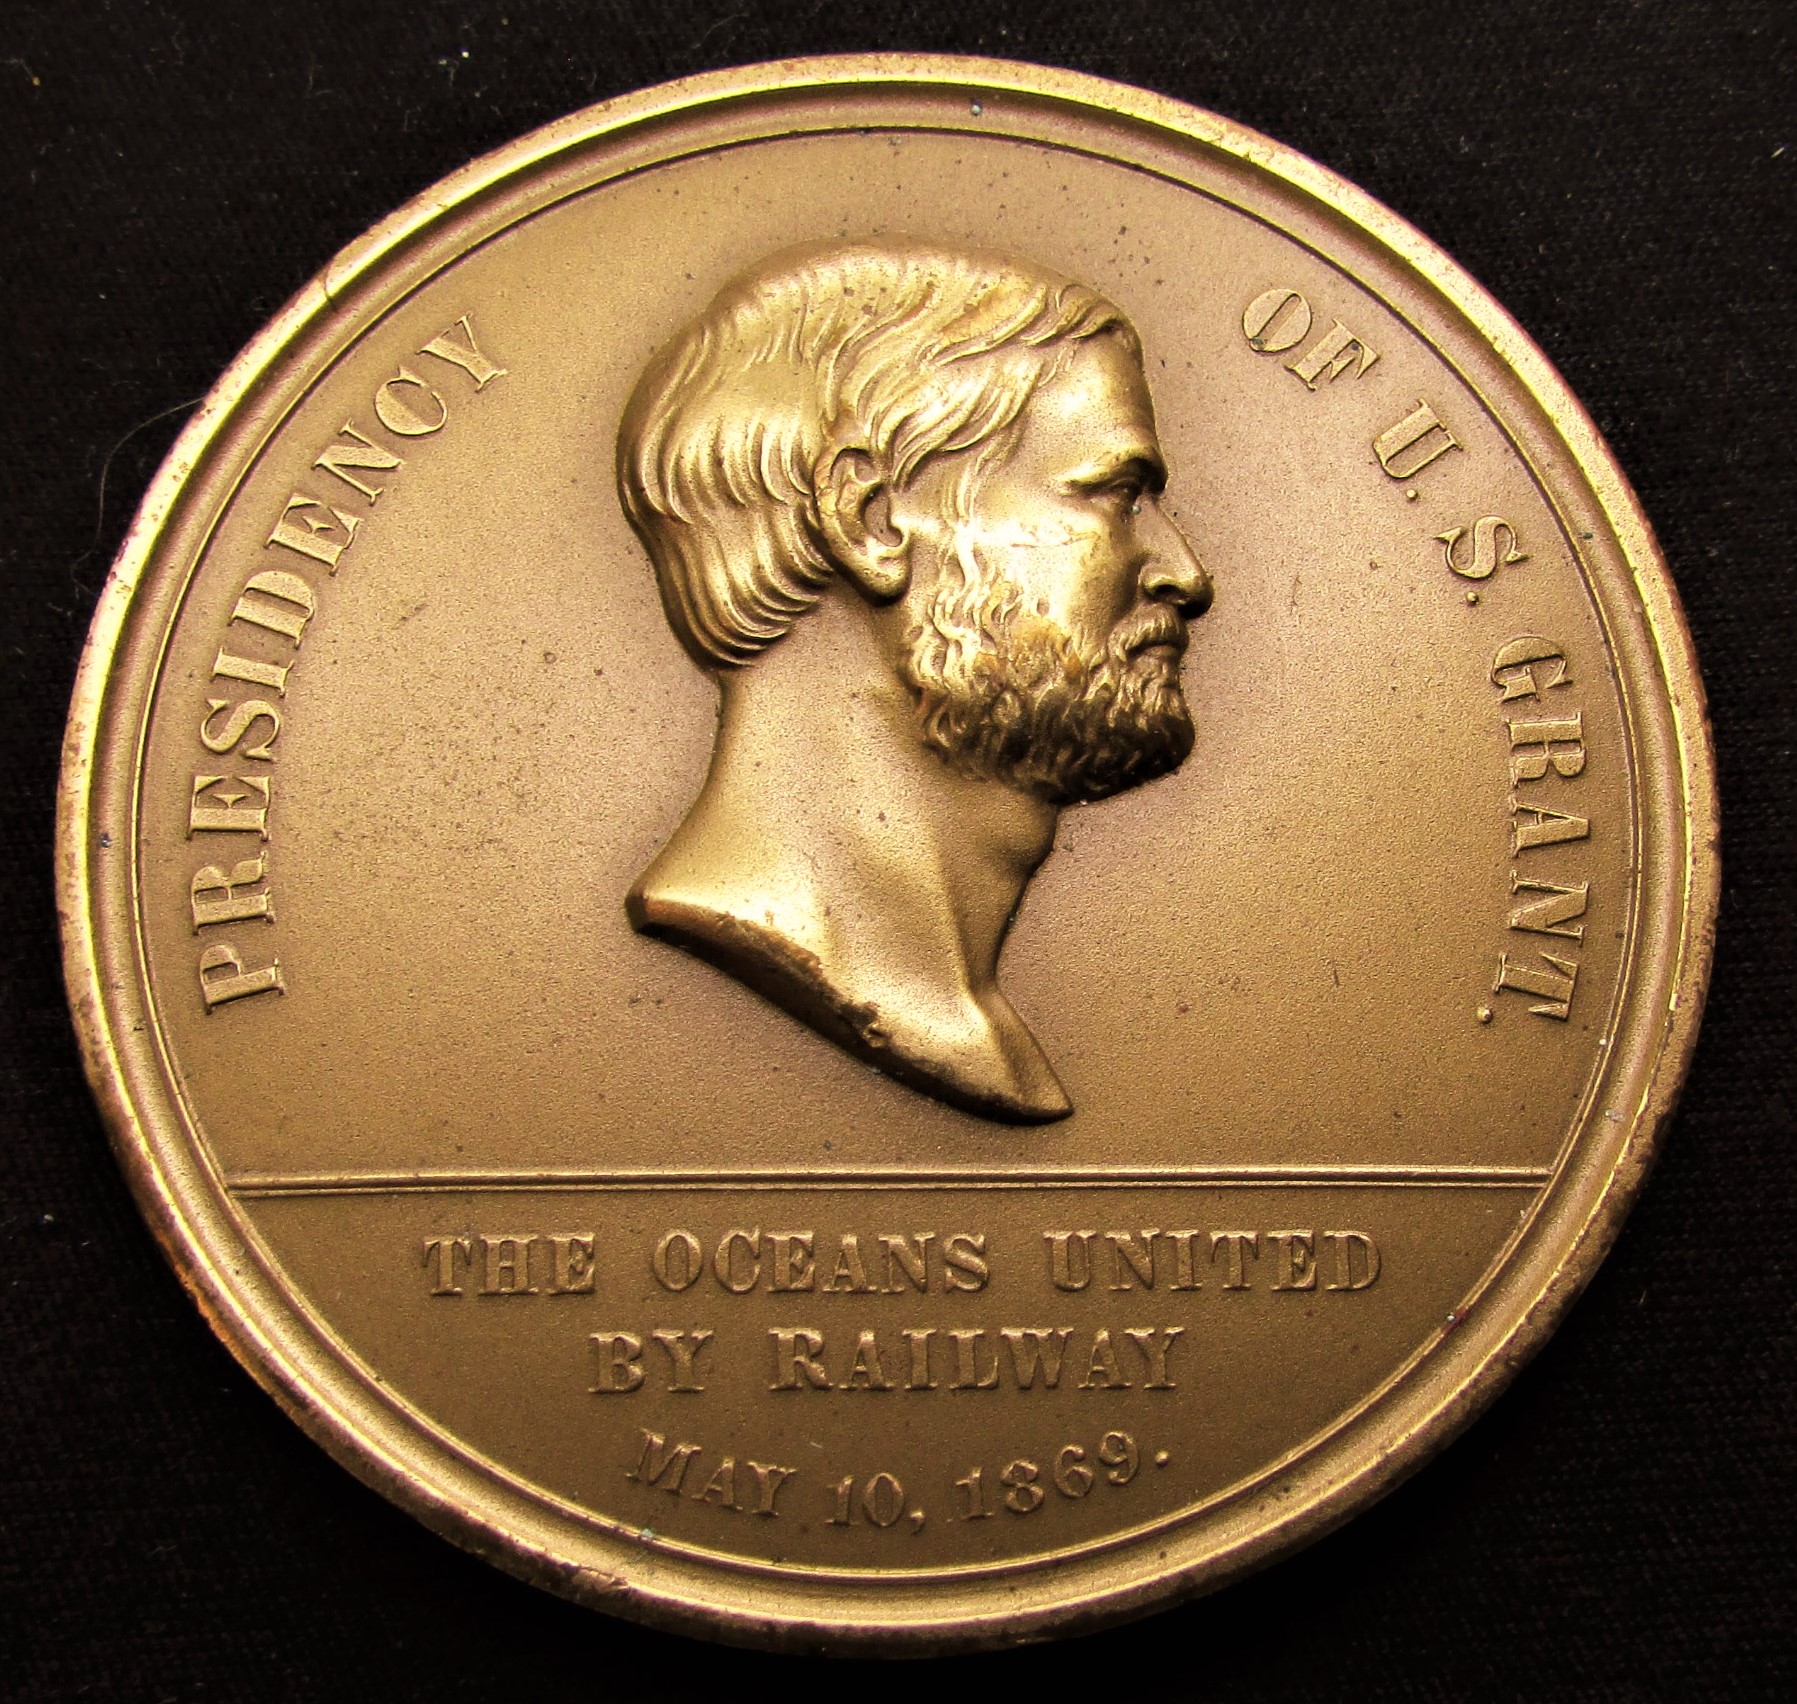 PRESIDENCY OF U.S. GRANT.
THE OCEANS UNITED
BY RAILWAY
MAY 10, 1869.